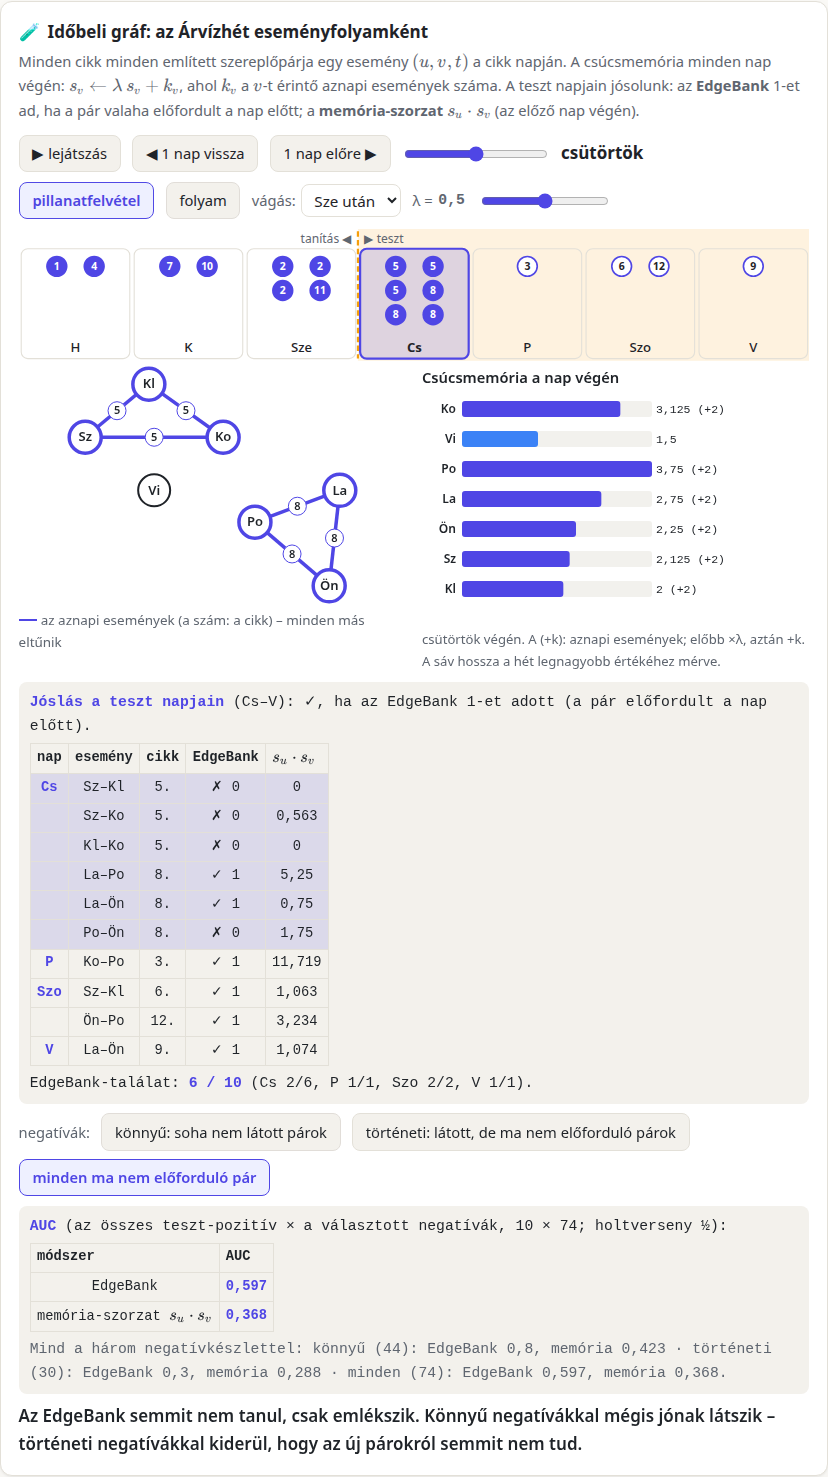 🧪 Időbeli gráf: az Árvízhét eseményfolyamként
Minden cikk minden említett szereplőpárja egy esemény (u, v, t) a cikk napján. A csúcsmemória minden nap
végén: s_v ← λ s_v + k_v, ahol k_v a v-t érintő aznapi események száma. A teszt napjain jósolunk: az EdgeBank 1-et
ad, ha a pár valaha előfordult a nap előtt; a memória-szorzat s_u · s_v (az előző nap végén).
▶ lejátszás ◀ 1 nap vissza 1 nap előre ▶ csütörtök
pillanatfelvétel folyam vágás: Sze után λ = 0,5
tanítás ◀ ▶ teszt
1 4 7 10 2 2 5 5 3 6 12 9
2 11 5 8
8 8
H K Sze Cs P Szo V
Kl
5 5
Sz 5 Ko
Vi
La
8
Po
8
8
Ön
az aznapi események (a szám: a cikk) – minden más
eltűnik
Csúcsmemória a nap végén
Ko 3,125 (+2)
Vi 1,5
Po 3,75 (+2)
La 2,75 (+2)
Ön 2,25 (+2)
Sz 2,125 (+2)
Kl 2 (+2)
csütörtök végén. A (+k): aznapi események; előbb ×λ, aztán +k.
A sáv hossza a hét legnagyobb értékéhez mérve.
Jóslás a teszt napjain (Cs–V): ✓, ha az EdgeBank 1-et adott (a pár előfordult a nap
előtt).
nap esemény cikk EdgeBank s_u · s_v
Cs Sz–Kl 5. ✗ 0 0
Sz–Ko 5. ✗ 0 0,563
Kl–Ko 5. ✗ 0 0
La–Po 8. ✓ 1 5,25
La–Ön 8. ✓ 1 0,75
Po–Ön 8. ✗ 0 1,75
P Ko–Po 3. ✓ 1 11,719
Szo Sz–Kl 6. ✓ 1 1,063
Ön–Po 12. ✓ 1 3,234
V La–Ön 9. ✓ 1 1,074
EdgeBank-találat: 6 / 10 (Cs 2/6, P 1/1, Szo 2/2, V 1/1).
negatívák: könnyű: soha nem látott párok történeti: látott, de ma nem előforduló párok
minden ma nem előforduló pár
AUC (az összes teszt-pozitív × a választott negatívák, 10 × 74; holtverseny ½):
módszer AUC
EdgeBank 0,597
memória-szorzat s_u · s_v 0,368
Mind a három negatívkészlettel: könnyű (44): EdgeBank 0,8, memória 0,423 · történeti
(30): EdgeBank 0,3, memória 0,288 · minden (74): EdgeBank 0,597, memória 0,368.
Az EdgeBank semmit nem tanul, csak emlékszik. Könnyű negatívákkal mégis jónak látszik –
történeti negatívákkal kiderül, hogy az új párokról semmit nem tud.